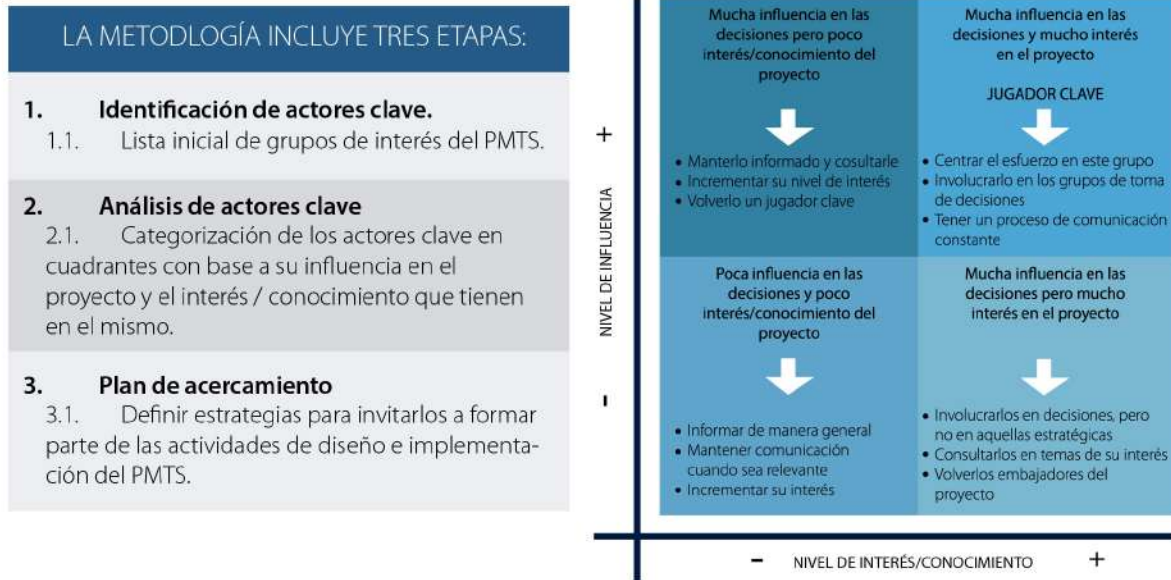 LA METODLOGÍA INCLUYE TRES ETAPAS:
1. Identificación de actores clave.
1.1. Lista inicial de grupos de interés del PMTS.
2. Análisis de actores clave
2.1. Categorización de los actores clave en
cuadrantes con base a su influencia en el
proyecto y el interés / conocimiento que tienen
en el mismo.
3. Plan de acercamiento
3.1. Definir estrategias para invitarlos a formar
parte de las actividades de diseño e implementa-
ción del PMTS.
+
NIVEL DE INFLUENCIA
-
Mucha influencia en las
decisiones pero poco
interés/conocimiento del
proyecto
• Manterlo informado y cosultarle
• Incrementar su nivel de interés
• Volverlo un jugador clave
Mucha influencia en las
decisiones y mucho interés
en el proyecto
JUGADOR CLAVE
• Centrar el esfuerzo en este grupo
• Involucrarlo en los grupos de toma
de decisiones
• Tener un proceso de comunicación
constante
Poca influencia en las
decisiones y poco
interés/conocimiento del
proyecto
• Informar de manera general
• Mantener comunicación
cuando sea relevante
• Incrementar su interés
Mucha influencia en las
decisiones pero mucho
interés en el proyecto
• Involucrarlos en decisiones, pero
no en aquellas estratégicas
• Consultarlos en temas de su interés
• Volverlos embajadores del
proyecto
- NIVEL DE INTERÉS/CONOCIMIENTO +